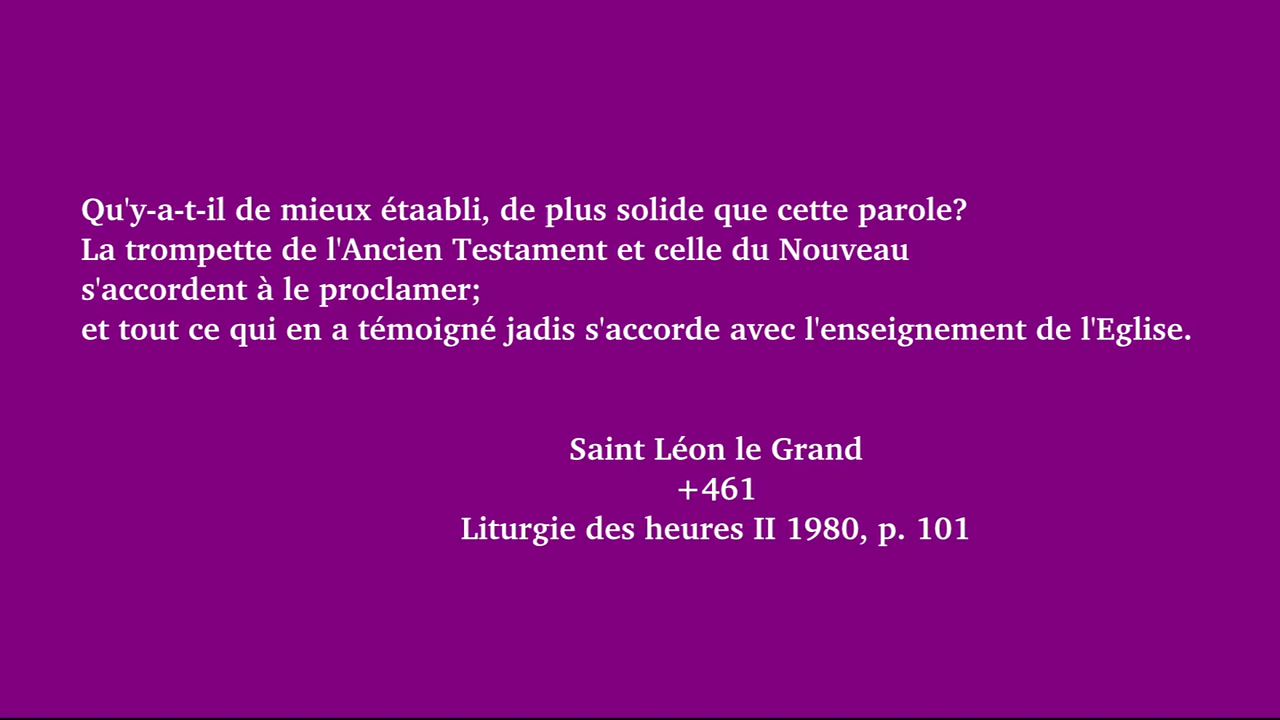 Qu'y-a-t-il de mieux étaabli, de plus solide que cette parole?
La trompette de l'Ancien Testament et celle du Nouveau
s'accordent à le proclamer;
et tout ce qui en a témoigné jadis s'accorde avec l'enseignement de l'Eglise.
Saint Léon le Grand
+461
Liturgie des heures II 1980, p. 101